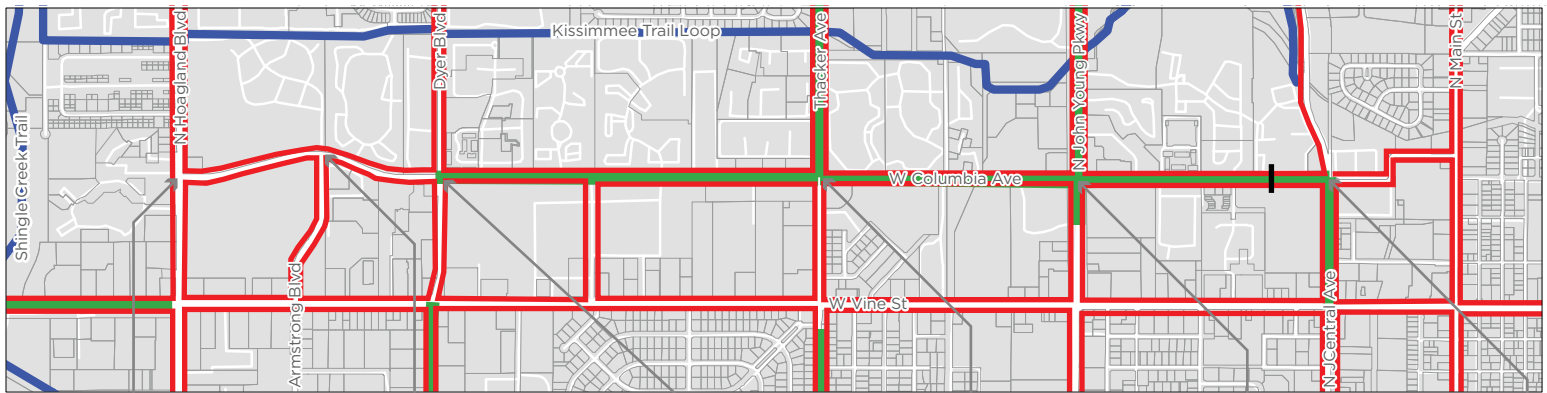 Kissimmee Trail Loop
Shingle Creek Trail
N Hoagland Blvd
Dyer Blvd
Thacker Ave
N John Young Pkwy
N Main St
W Columbia Ave
Armstrong Blvd
W Vine St
N JCentral Ave